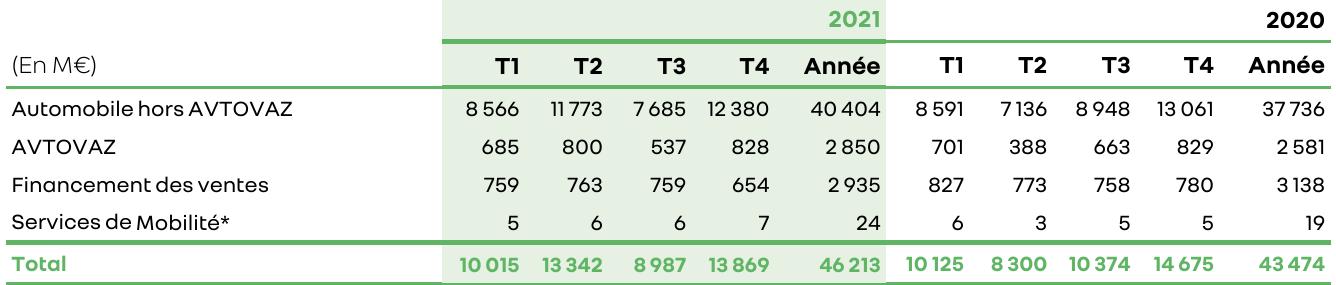 2021 2020
(En M€) T1 T2 T3 T4 Année T1 T2 T3 T4 Année
Automobile hors AVTOVAZ 8 566 11 773 7 685 12 380 40 404 8 591 7 136 8 948 13 061 37 736
AVTOVAZ 685 800 537 828 2 850 701 388 663 829 2 581
Financement des ventes 759 763 759 654 2 935 827 773 758 780 3 138
Services de Mobilité* 5 6 6 7 24 6 3 5 5 19
Total 10 015 13 342 8 987 13 869 46 213 10 125 8 300 10 374 14 675 43 474